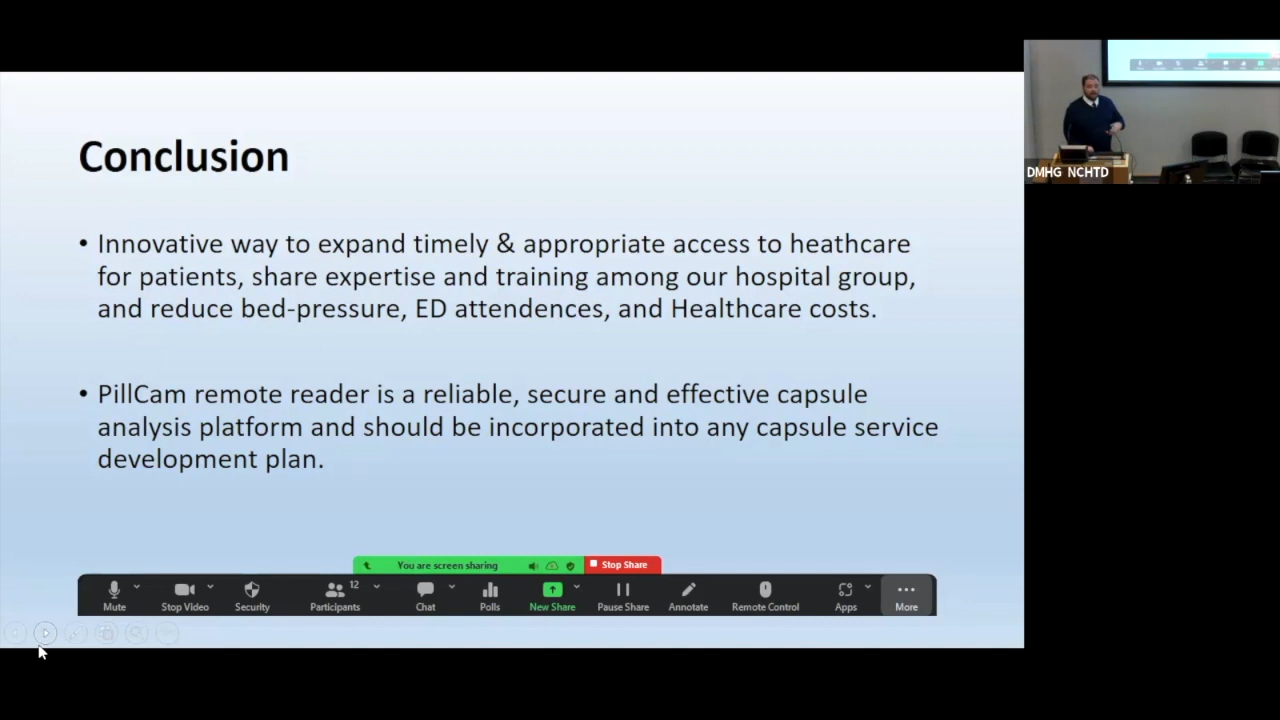 Conclusion
• Innovative way to expand timely & appropriate access to heathcare
for patients, share expertise and training among our hospital group,
and reduce bed-pressure, ED attendences, and Healthcare costs.
• PillCam remote reader is a reliable, secure and effective capsule
analysis platform and should be incorporated into any capsule service
development plan.
You are screen sharing
Stop Share
12
Mute
Stop Video
Security
Participants
Chat
Polls
New Share
Pause Share
Annotate
Remote Control
Apps
More
DMHG NCHTD